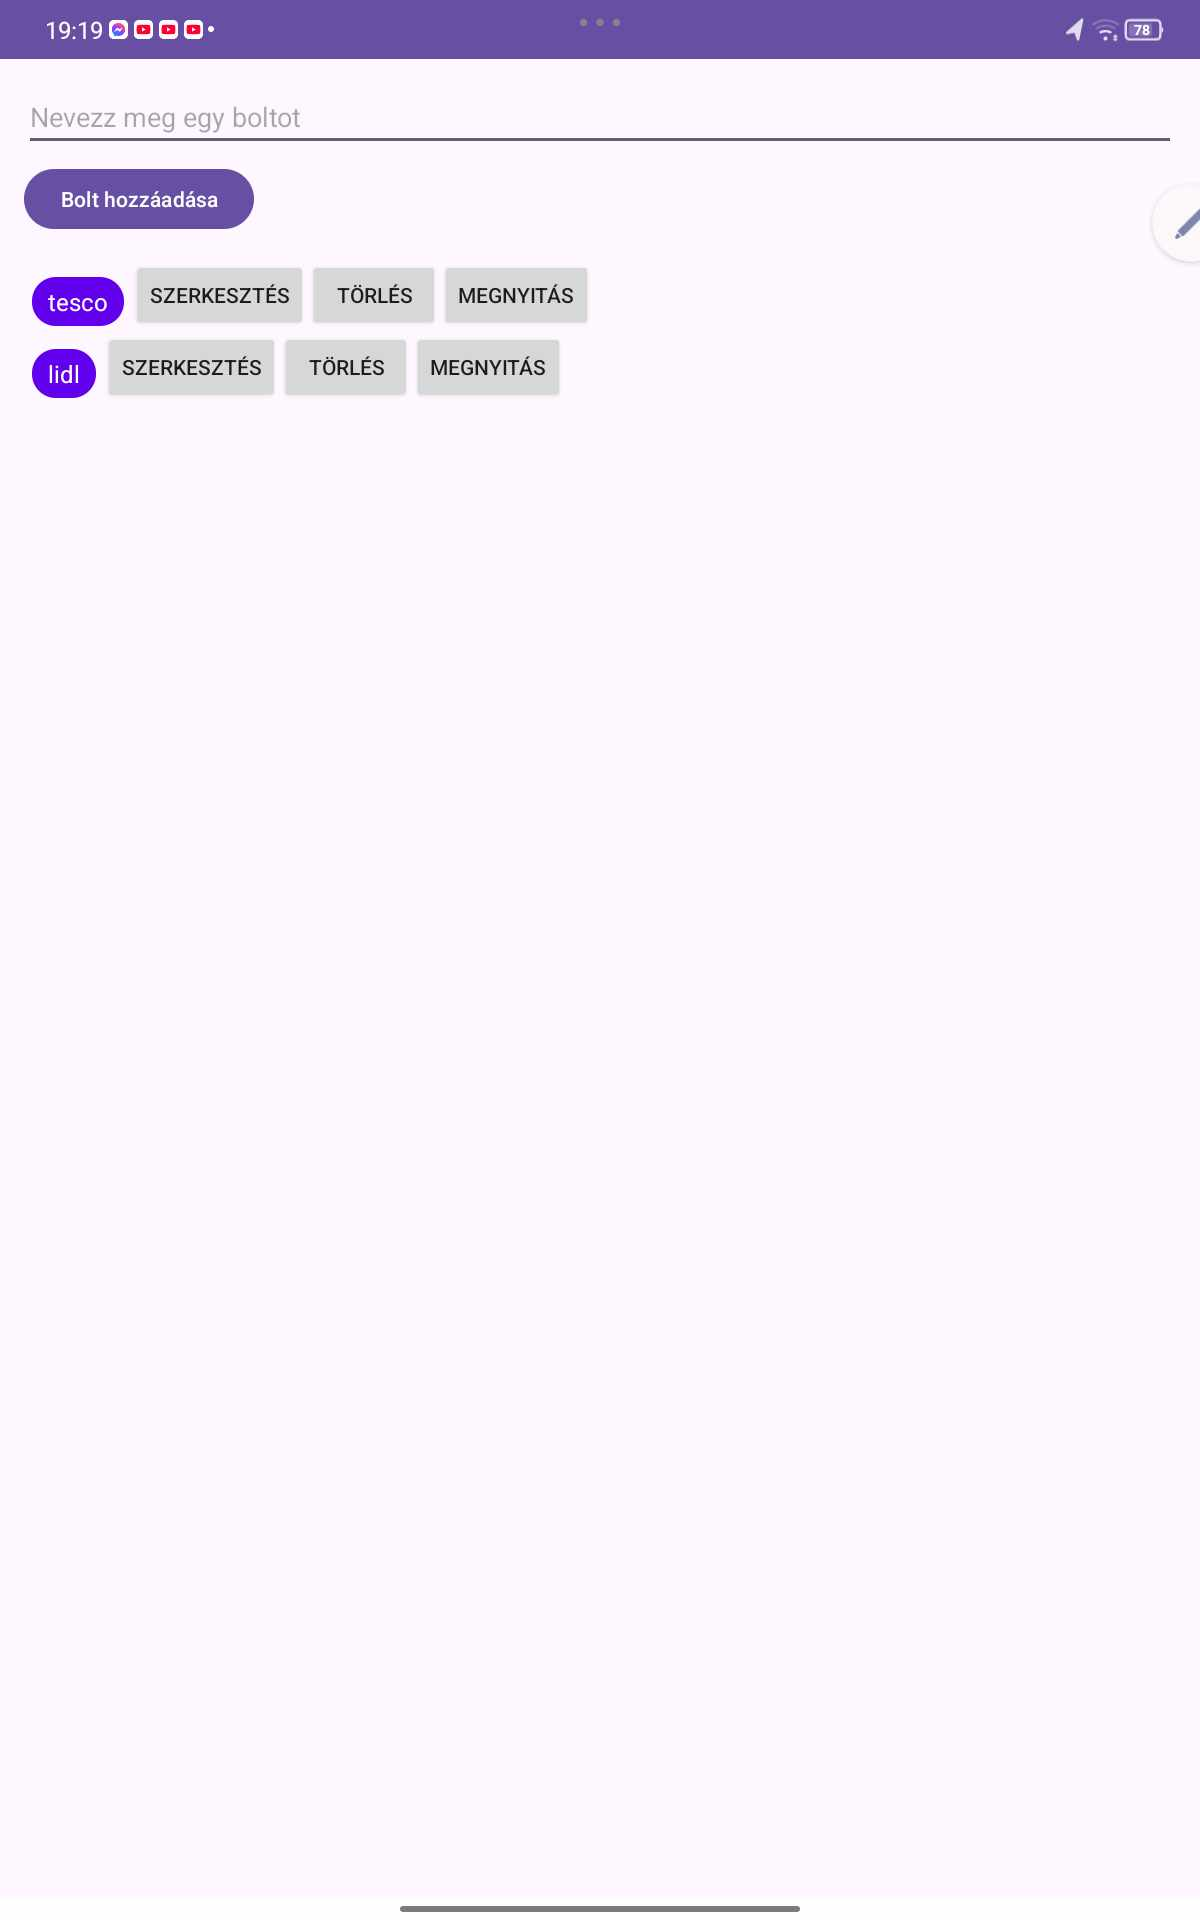 19:19
78
Nevezz meg egy boltot
Bolt hozzáadása
tesco SZERKESZTÉS TÖRLÉS MEGNYITÁS
lidl SZERKESZTÉS TÖRLÉS MEGNYITÁS